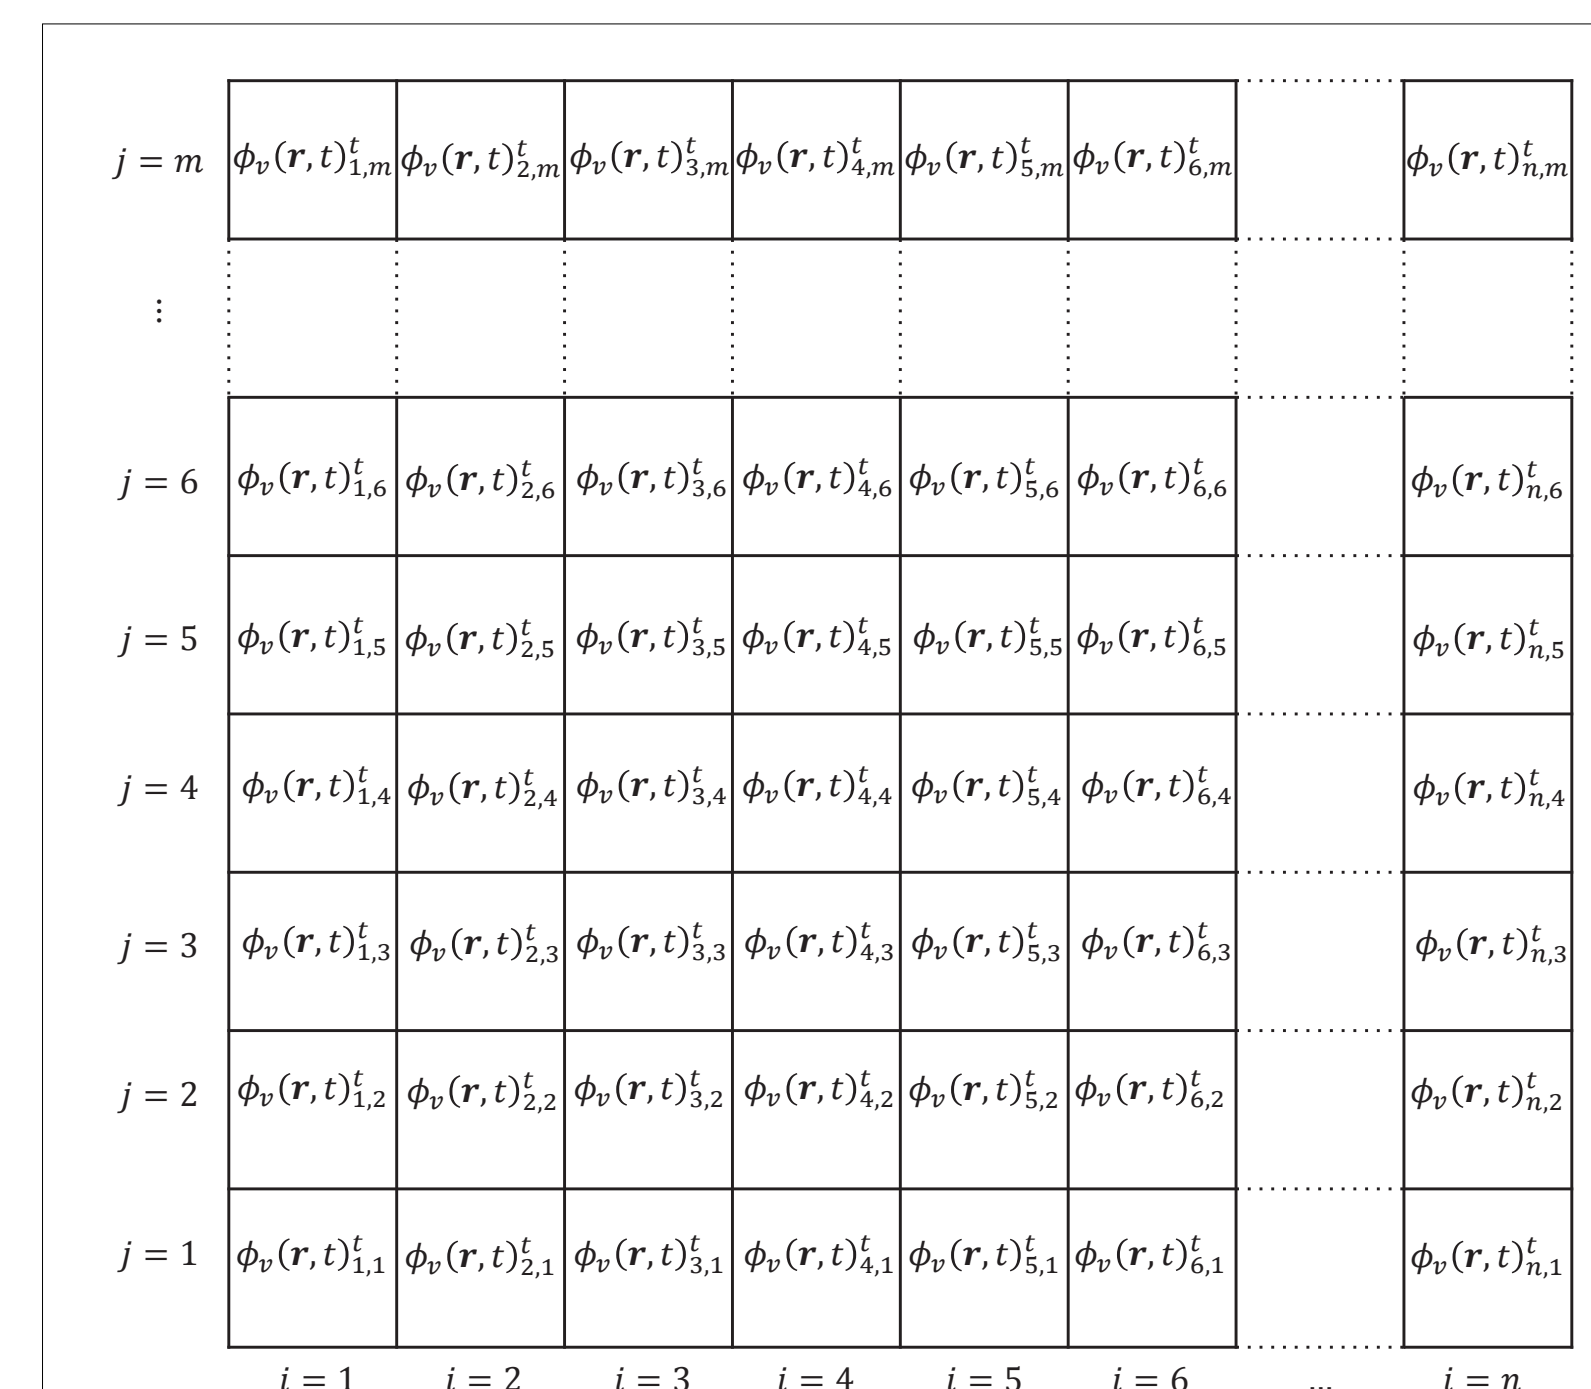 j = m ϕᵥ(𝒓, t)ᵗ₁,ₘ ϕᵥ(𝒓, t)ᵗ₂,ₘ ϕᵥ(𝒓, t)ᵗ₃,ₘ ϕᵥ(𝒓, t)ᵗ₄,ₘ ϕᵥ(𝒓, t)ᵗ₅,ₘ ϕᵥ(𝒓, t)ᵗ₆,ₘ ϕᵥ(𝒓, t)ᵗₙ,ₘ
⋮
j = 6 ϕᵥ(𝒓, t)ᵗ₁,₆ ϕᵥ(𝒓, t)ᵗ₂,₆ ϕᵥ(𝒓, t)ᵗ₃,₆ ϕᵥ(𝒓, t)ᵗ₄,₆ ϕᵥ(𝒓, t)ᵗ₅,₆ ϕᵥ(𝒓, t)ᵗ₆,₆ ϕᵥ(𝒓, t)ᵗₙ,₆
j = 5 ϕᵥ(𝒓, t)ᵗ₁,₅ ϕᵥ(𝒓, t)ᵗ₂,₅ ϕᵥ(𝒓, t)ᵗ₃,₅ ϕᵥ(𝒓, t)ᵗ₄,₅ ϕᵥ(𝒓, t)ᵗ₅,₅ ϕᵥ(𝒓, t)ᵗ₆,₅ ϕᵥ(𝒓, t)ᵗₙ,₅
j = 4 ϕᵥ(𝒓, t)ᵗ₁,₄ ϕᵥ(𝒓, t)ᵗ₂,₄ ϕᵥ(𝒓, t)ᵗ₃,₄ ϕᵥ(𝒓, t)ᵗ₄,₄ ϕᵥ(𝒓, t)ᵗ₅,₄ ϕᵥ(𝒓, t)ᵗ₆,₄ ϕᵥ(𝒓, t)ᵗₙ,₄
j = 3 ϕᵥ(𝒓, t)ᵗ₁,₃ ϕᵥ(𝒓, t)ᵗ₂,₃ ϕᵥ(𝒓, t)ᵗ₃,₃ ϕᵥ(𝒓, t)ᵗ₄,₃ ϕᵥ(𝒓, t)ᵗ₅,₃ ϕᵥ(𝒓, t)ᵗ₆,₃ ϕᵥ(𝒓, t)ᵗₙ,₃
j = 2 ϕᵥ(𝒓, t)ᵗ₁,₂ ϕᵥ(𝒓, t)ᵗ₂,₂ ϕᵥ(𝒓, t)ᵗ₃,₂ ϕᵥ(𝒓, t)ᵗ₄,₂ ϕᵥ(𝒓, t)ᵗ₅,₂ ϕᵥ(𝒓, t)ᵗ₆,₂ ϕᵥ(𝒓, t)ᵗₙ,₂
j = 1 ϕᵥ(𝒓, t)ᵗ₁,₁ ϕᵥ(𝒓, t)ᵗ₂,₁ ϕᵥ(𝒓, t)ᵗ₃,₁ ϕᵥ(𝒓, t)ᵗ₄,₁ ϕᵥ(𝒓, t)ᵗ₅,₁ ϕᵥ(𝒓, t)ᵗ₆,₁ ϕᵥ(𝒓, t)ᵗₙ,₁
i = 1 i = 2 i = 3 i = 4 i = 5 i = 6 ... i = n